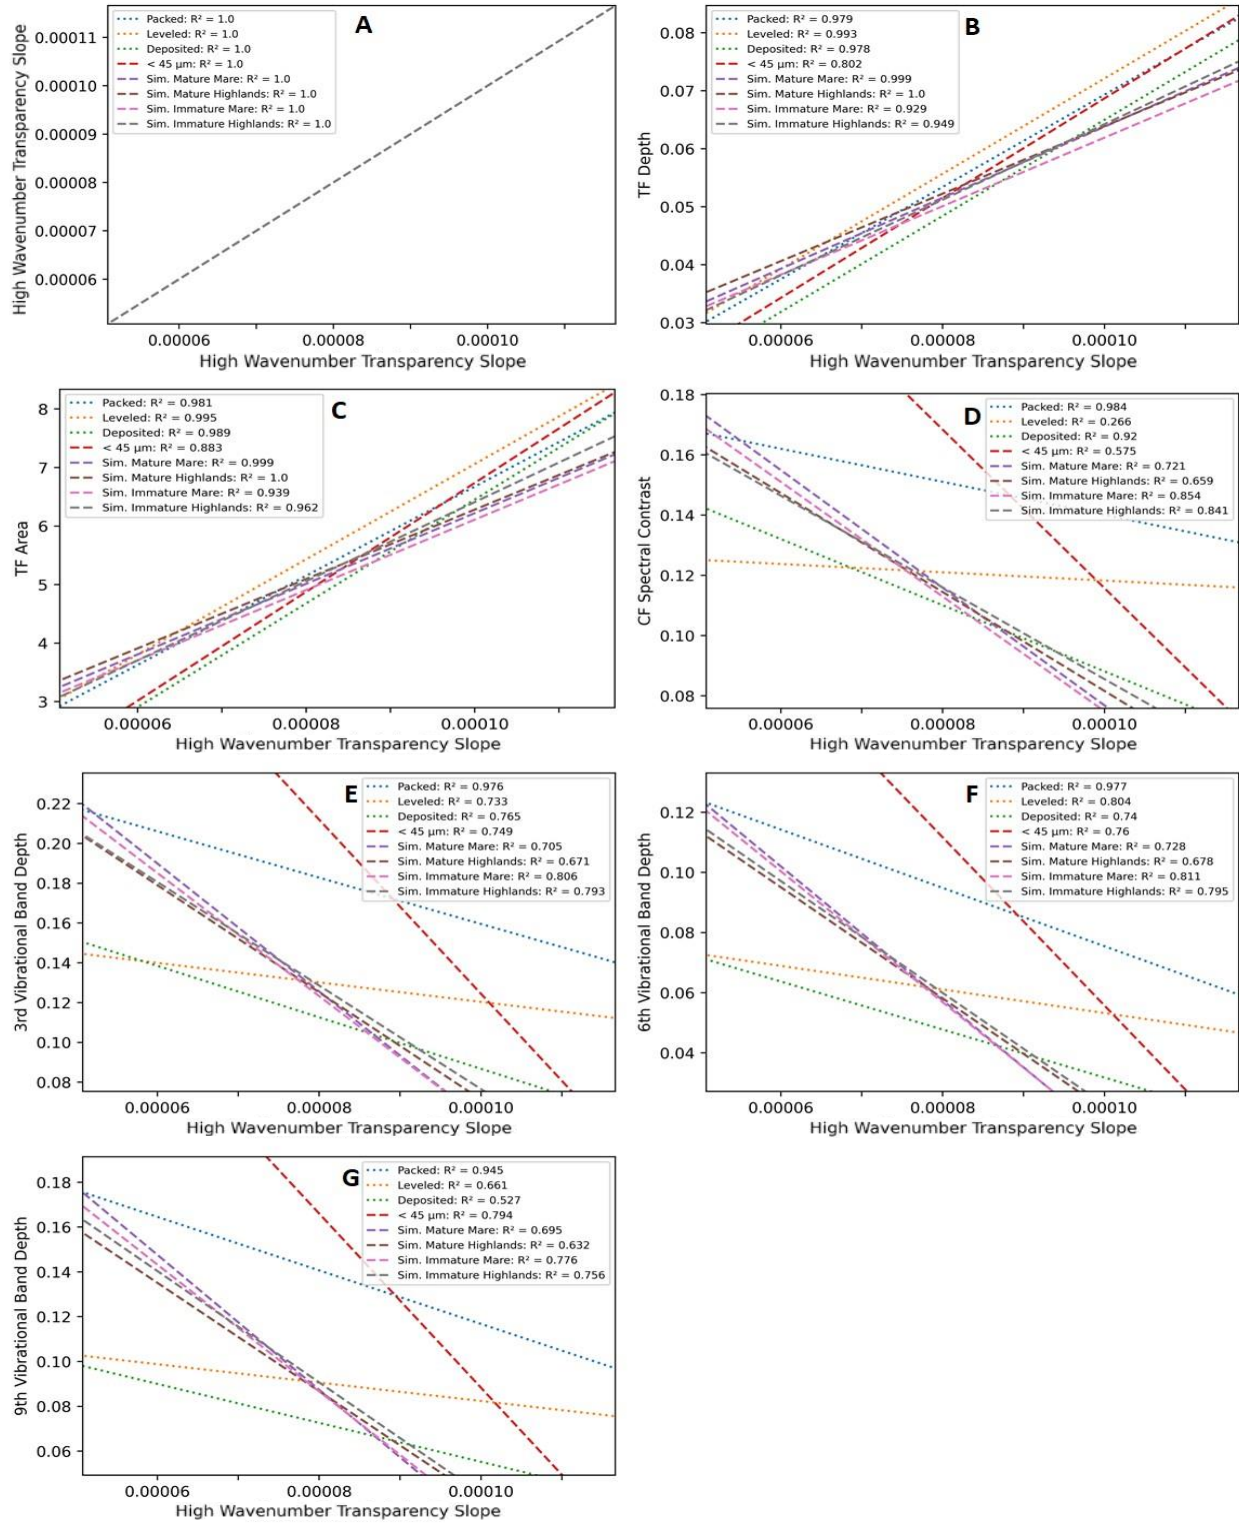 A
Packed: R² = 1.0
Leveled: R² = 1.0
Deposited: R² = 1.0
< 45 μm: R² = 1.0
Sim. Mature Mare: R² = 1.0
Sim. Mature Highlands: R² = 1.0
Sim. Immature Mare: R² = 1.0
Sim. Immature Highlands: R² = 1.0
High Wavenumber Transparency Slope
0.00011
0.00010
0.00009
0.00008
0.00007
0.00006
0.00006 0.00008 0.00010
High Wavenumber Transparency Slope
B
Packed: R² = 0.979
Leveled: R² = 0.993
Deposited: R² = 0.978
< 45 μm: R² = 0.802
Sim. Mature Mare: R² = 0.999
Sim. Mature Highlands: R² = 1.0
Sim. Immature Mare: R² = 0.929
Sim. Immature Highlands: R² = 0.949
TF Depth
0.08
0.07
0.06
0.05
0.04
0.03
0.00006 0.00008 0.00010
High Wavenumber Transparency Slope
C
Packed: R² = 0.981
Leveled: R² = 0.995
Deposited: R² = 0.989
< 45 μm: R² = 0.883
Sim. Mature Mare: R² = 0.999
Sim. Mature Highlands: R² = 1.0
Sim. Immature Mare: R² = 0.939
Sim. Immature Highlands: R² = 0.962
TF Area
8
7
6
5
4
3
0.00006 0.00008 0.00010
High Wavenumber Transparency Slope
D
Packed: R² = 0.984
Leveled: R² = 0.266
Deposited: R² = 0.92
< 45 μm: R² = 0.575
Sim. Mature Mare: R² = 0.721
Sim. Mature Highlands: R² = 0.659
Sim. Immature Mare: R² = 0.854
Sim. Immature Highlands: R² = 0.841
CF Spectral Contrast
0.18
0.16
0.14
0.12
0.10
0.08
0.00006 0.00008 0.00010
High Wavenumber Transparency Slope
E
Packed: R² = 0.976
Leveled: R² = 0.733
Deposited: R² = 0.765
< 45 μm: R² = 0.749
Sim. Mature Mare: R² = 0.705
Sim. Mature Highlands: R² = 0.671
Sim. Immature Mare: R² = 0.806
Sim. Immature Highlands: R² = 0.793
3rd Vibrational Band Depth
0.22
0.20
0.18
0.16
0.14
0.12
0.10
0.08
0.00006 0.00008 0.00010
High Wavenumber Transparency Slope
F
Packed: R² = 0.977
Leveled: R² = 0.804
Deposited: R² = 0.74
< 45 μm: R² = 0.76
Sim. Mature Mare: R² = 0.728
Sim. Mature Highlands: R² = 0.678
Sim. Immature Mare: R² = 0.811
Sim. Immature Highlands: R² = 0.795
6th Vibrational Band Depth
0.12
0.10
0.08
0.06
0.04
0.00006 0.00008 0.00010
High Wavenumber Transparency Slope
G
Packed: R² = 0.945
Leveled: R² = 0.661
Deposited: R² = 0.527
< 45 μm: R² = 0.794
Sim. Mature Mare: R² = 0.695
Sim. Mature Highlands: R² = 0.632
Sim. Immature Mare: R² = 0.776
Sim. Immature Highlands: R² = 0.756
9th Vibrational Band Depth
0.18
0.16
0.14
0.12
0.10
0.08
0.06
0.00006 0.00008 0.00010
High Wavenumber Transparency Slope